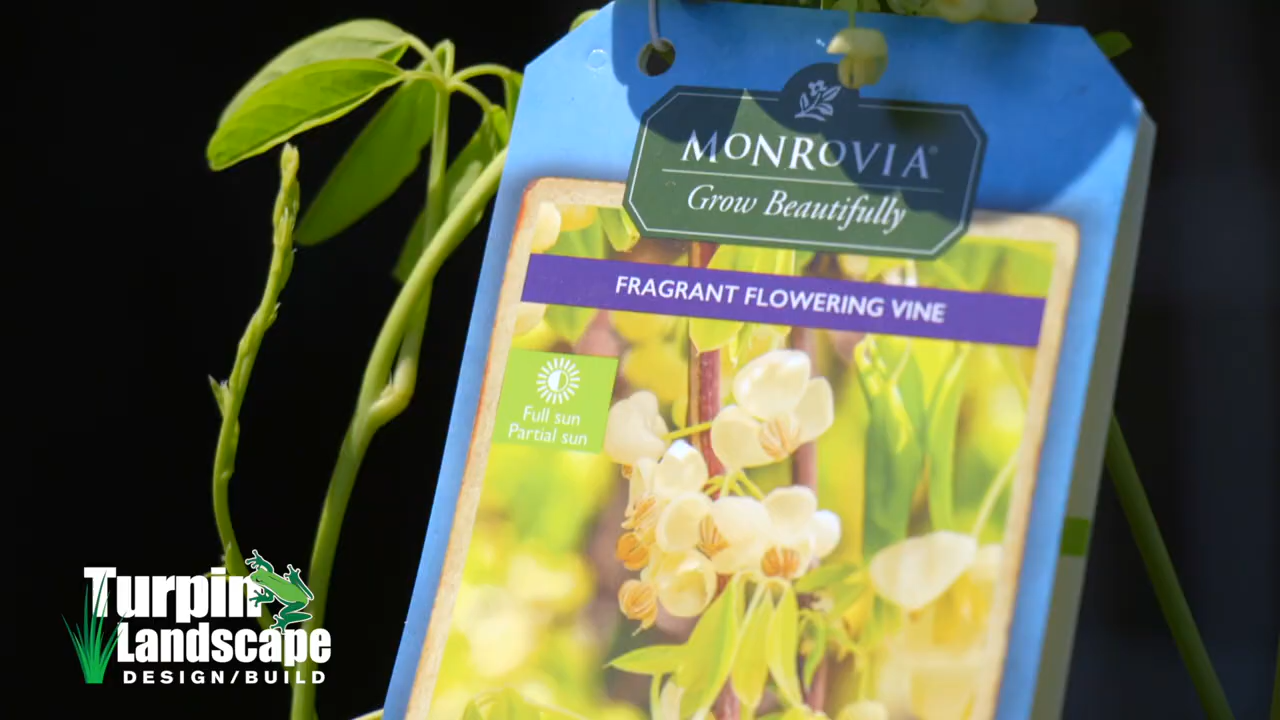 MONROVIA®
Grow Beautifully
FRAGRANT FLOWERING VINE
Full sun
Partial sun
Turpin
Landscape
DESIGN/BUILD